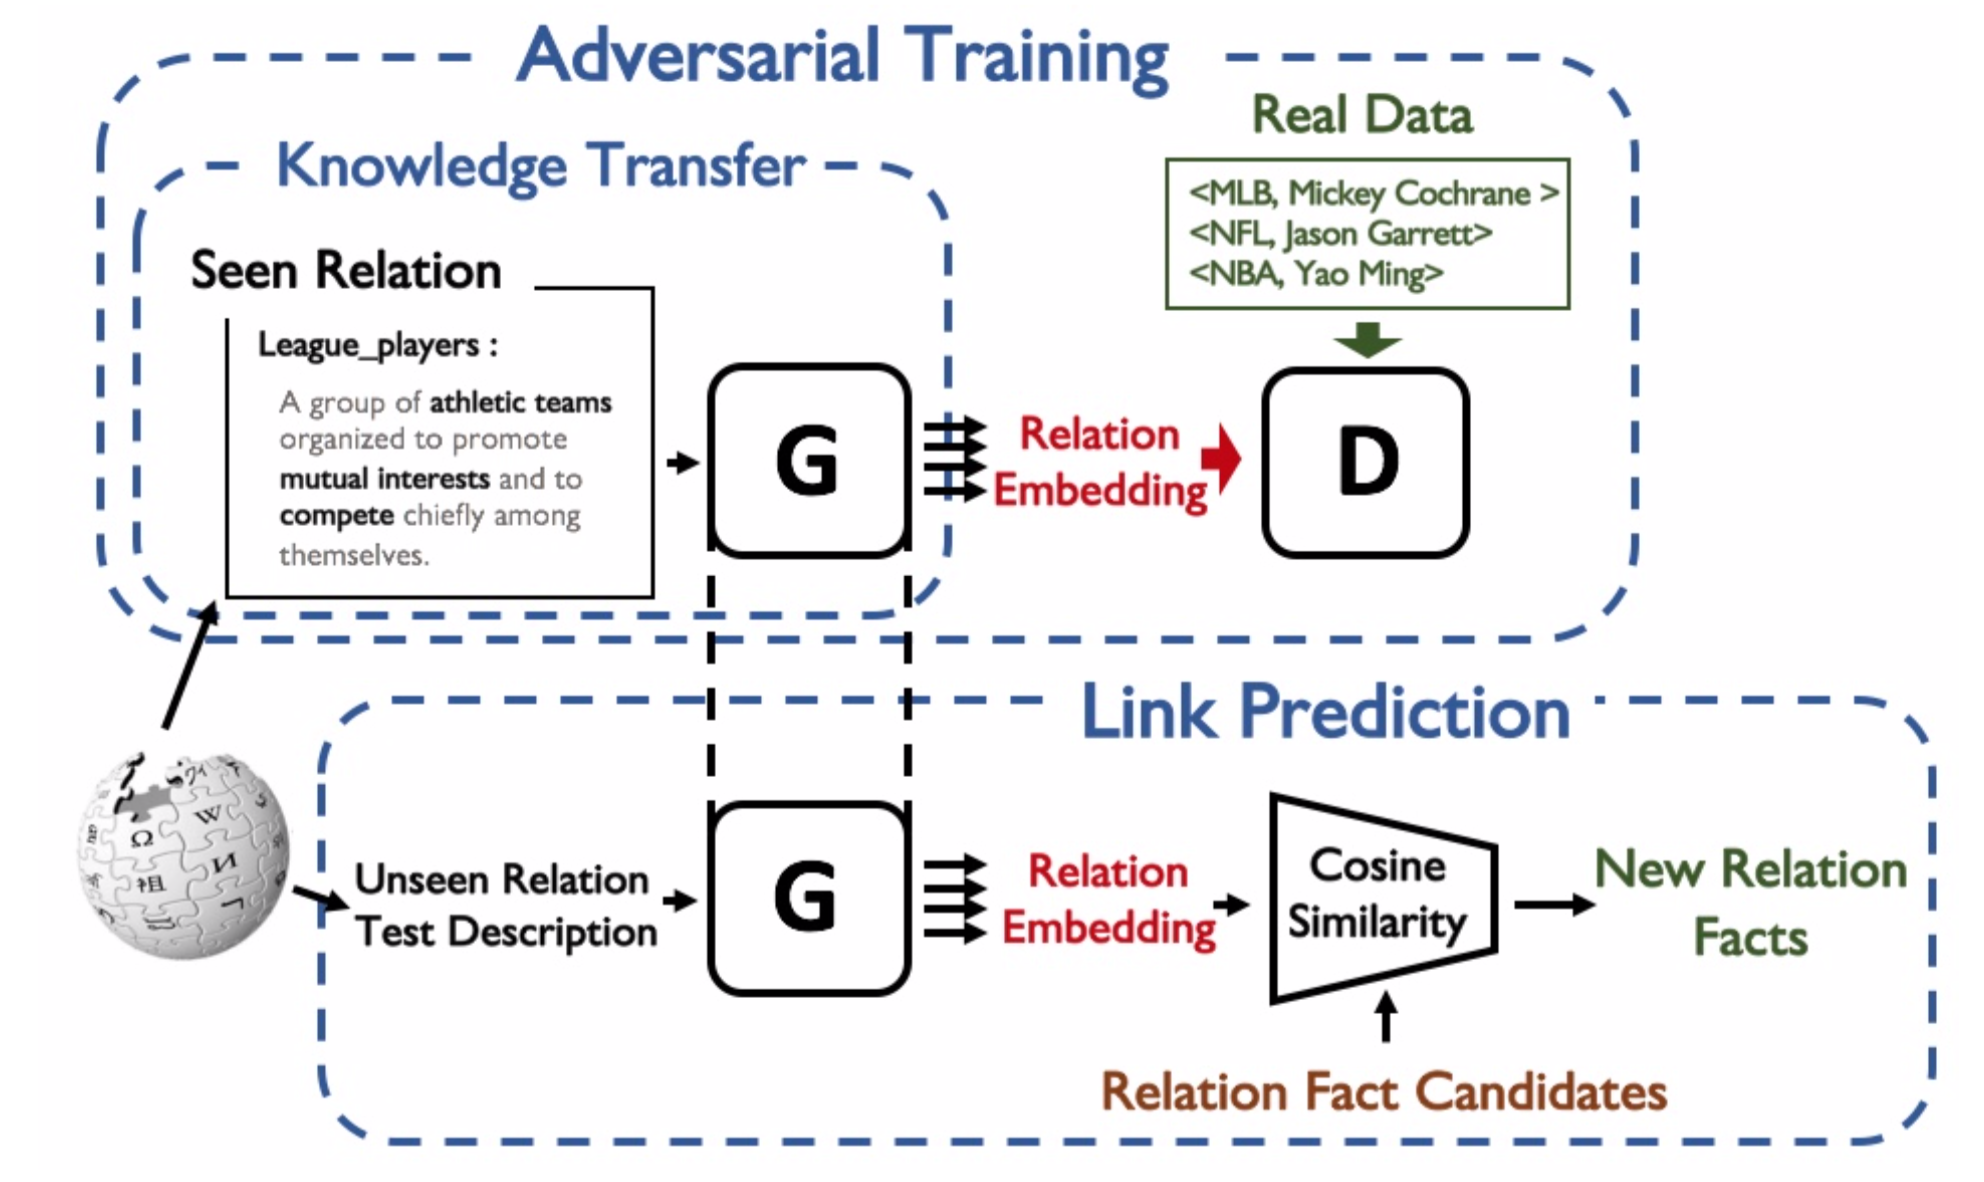 Adversarial Training
Real Data
Knowledge Transfer
<MLB, Mickey Cochrane >
<NFL, Jason Garrett>
<NBA, Yao Ming>
Seen Relation
League_players :
A group of athletic teams
organized to promote
mutual interests and to
compete chiefly among
themselves.
G
Relation
Embedding
D
Link Prediction
Ω
W
И
祖
Unseen Relation
Test Description
G
Relation
Embedding
Cosine
Similarity
New Relation
Facts
Relation Fact Candidates